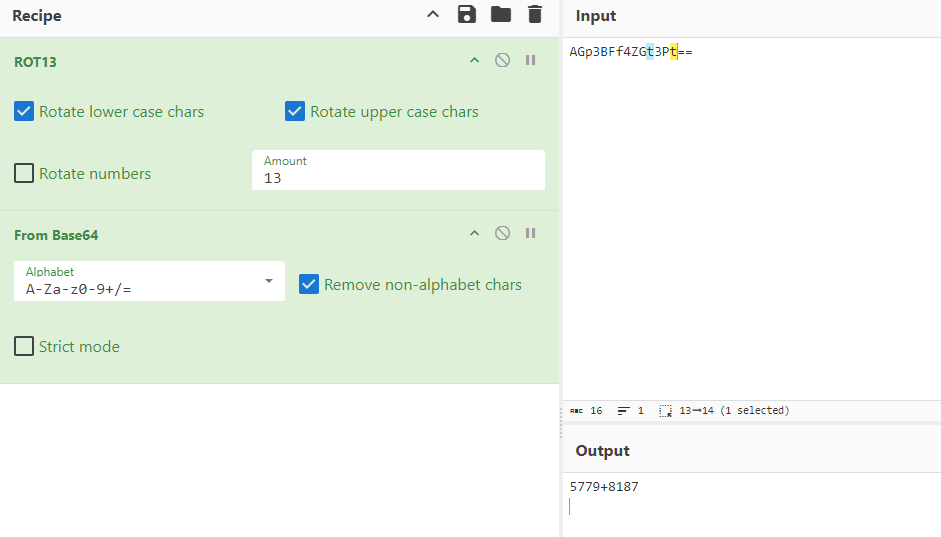 Recipe
ROT13
Rotate lower case chars
Rotate upper case chars
Rotate numbers
Amount
13
From Base64
Alphabet
A-Za-z0-9+/=
Remove non-alphabet chars
Strict mode
Input
AGp3BFf4ZGt3Pt==
ABC 16 1 13→14 (1 selected)
Output
5779+8187